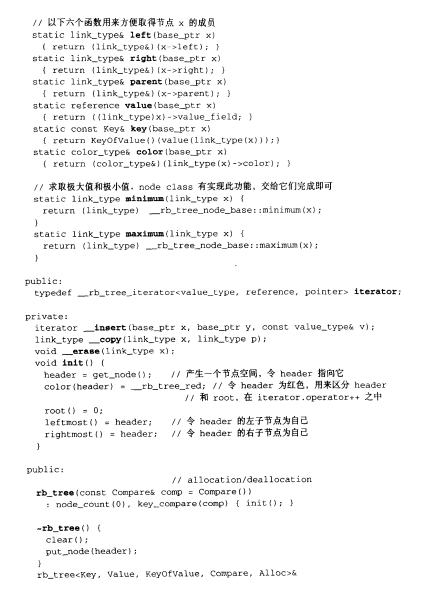 // 以下六个函数用来方便取得节点 x 的成员
static link_type& left(base_ptr x)
{ return (link_type&)(x->left); }
static link_type& right(base_ptr x)
{ return (link_type&)(x->right); }
static link_type& parent(base_ptr x)
{ return (link_type&)(x->parent); }
static reference value(base_ptr x)
{ return ((link_type)x)->value_field; }
static const Key& key(base_ptr x)
{ return KeyOfValue()(value(link_type(x)));}
static color_type& color(base_ptr x)
{ return (color_type&)(link_type(x)->color); }
// 求取极大值和极小值. node class 有实现此功能, 交给它们完成即可
static link_type minimum(link_type x) {
return (link_type) __rb_tree_node_base::minimum(x);
}
static link_type maximum(link_type x) {
return (link_type) __rb_tree_node_base::maximum(x);
}
public:
typedef __rb_tree_iterator<value_type, reference, pointer> iterator;
private:
iterator __insert(base_ptr x, base_ptr y, const value_type& v);
link_type __copy(link_type x, link_type p);
void __erase(link_type x);
void init() {
header = get_node(); // 产生一个节点空间, 令 header 指向它
color(header) = __rb_tree_red; // 令 header 为红色, 用来区分 header
// 和 root, 在 iterator.operator++ 之中
root() = 0;
leftmost() = header; // 令 header 的左子节点为自己
rightmost() = header; // 令 header 的右子节点为自己
}
public:
// allocation/deallocation
rb_tree(const Compare& comp = Compare())
: node_count(0), key_compare(comp) { init(); }
~rb_tree() {
clear();
put_node(header);
}
rb_tree<Key, Value, KeyOfValue, Compare, Alloc>&